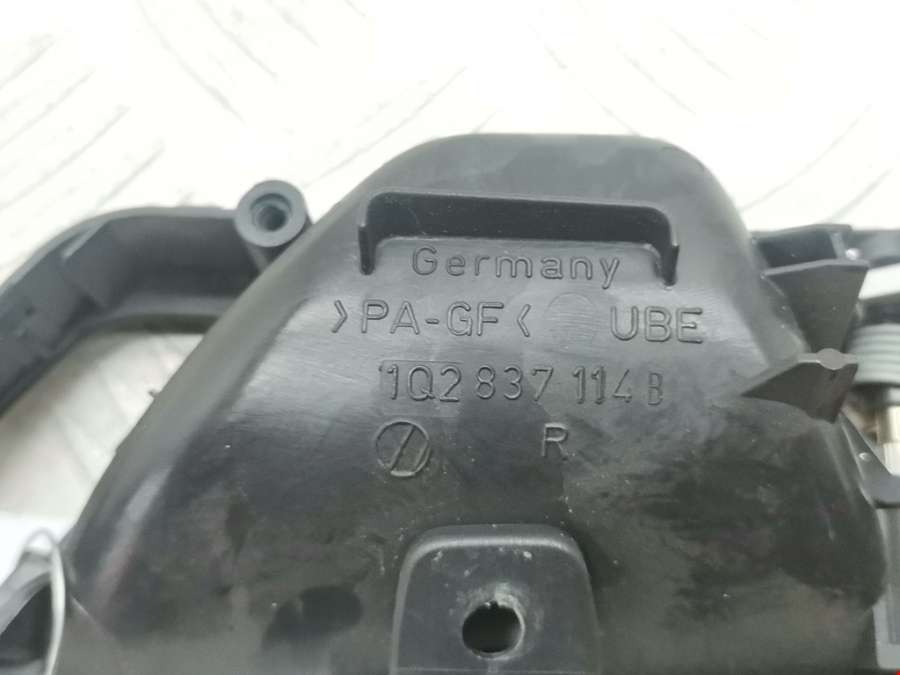 Germany
>PA-GF< UBE
1Q2 837 114 B
R